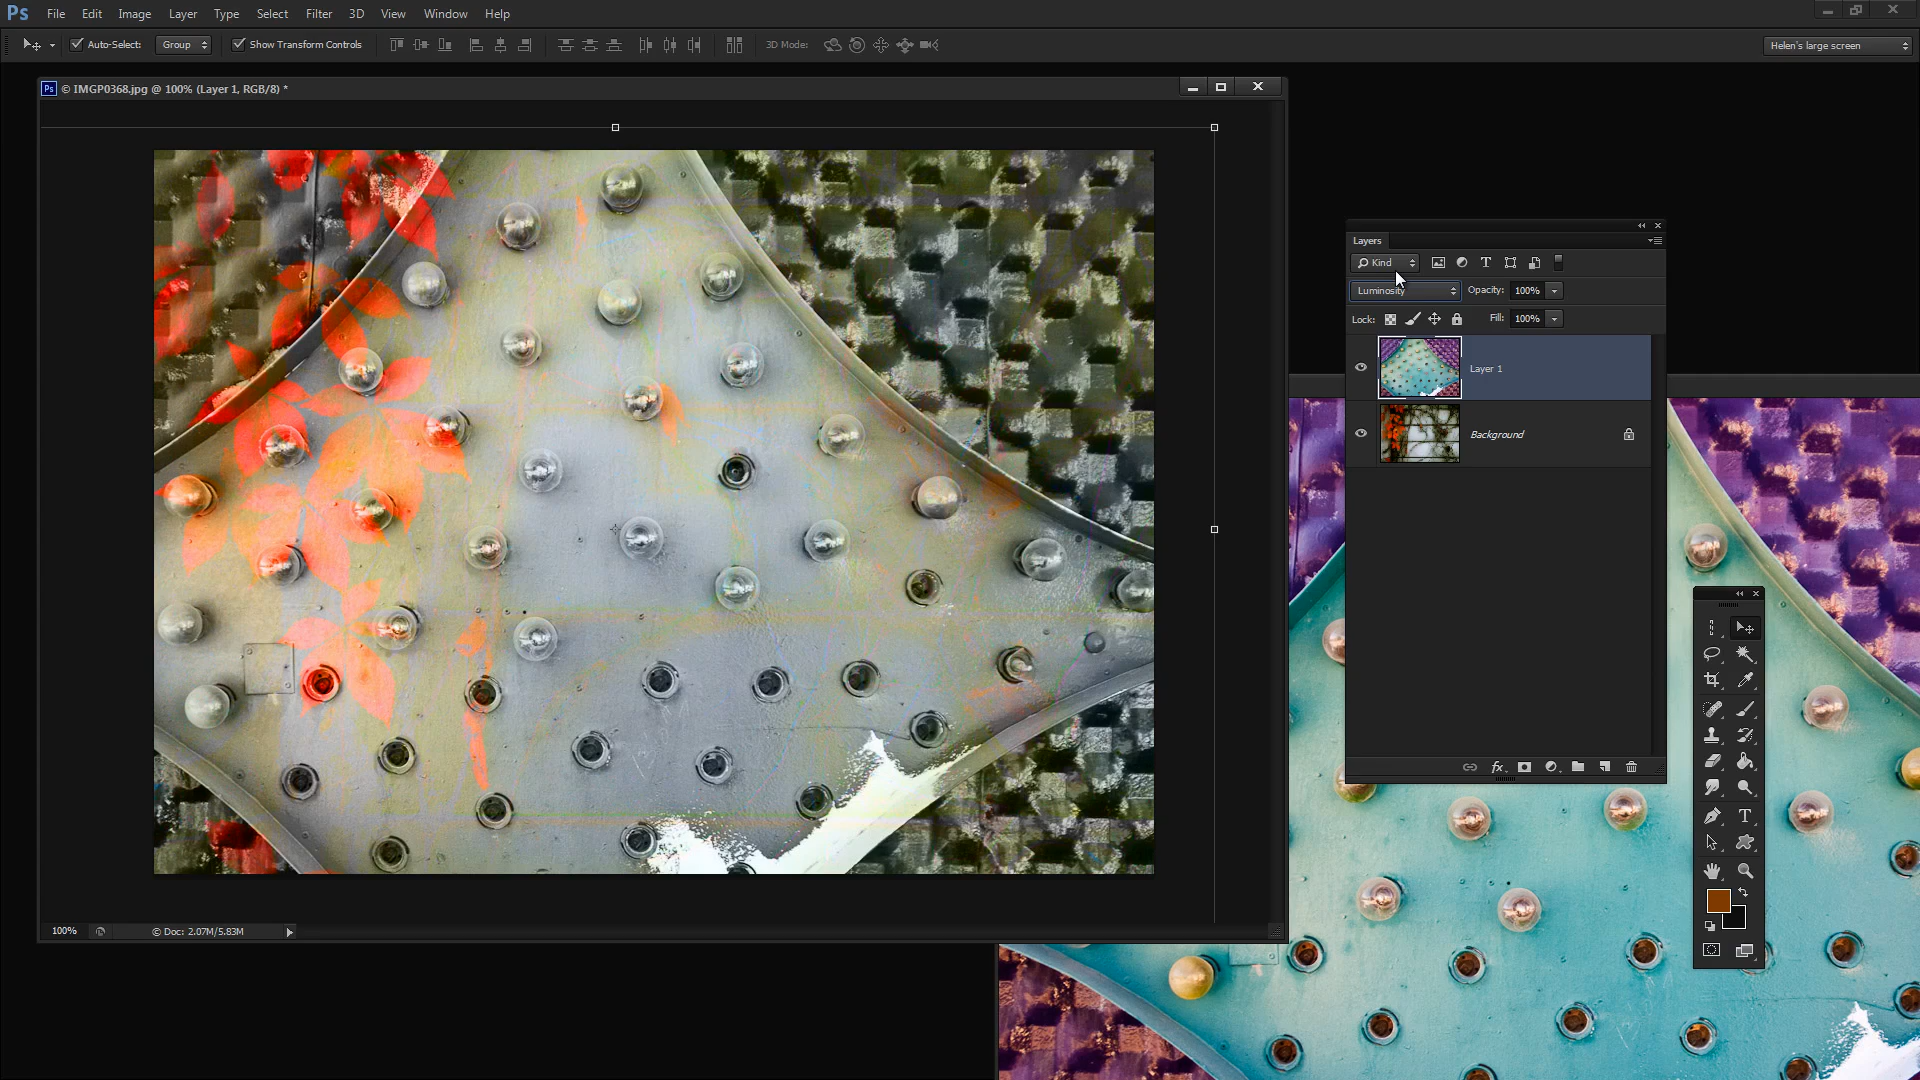 Ps File Edit Image Layer Type Select Filter 3D View Window Help
Auto-Select: Group Show Transform Controls 3D Mode: Helen's large screen
Ps © IMGP0368.jpg @ 100% (Layer 1, RGB/8) *
Layers
Kind
Luminosity Opacity: 100%
Lock: Fill: 100%
Layer 1
Background
fx
T
100% © Doc: 2.07M/5.83M